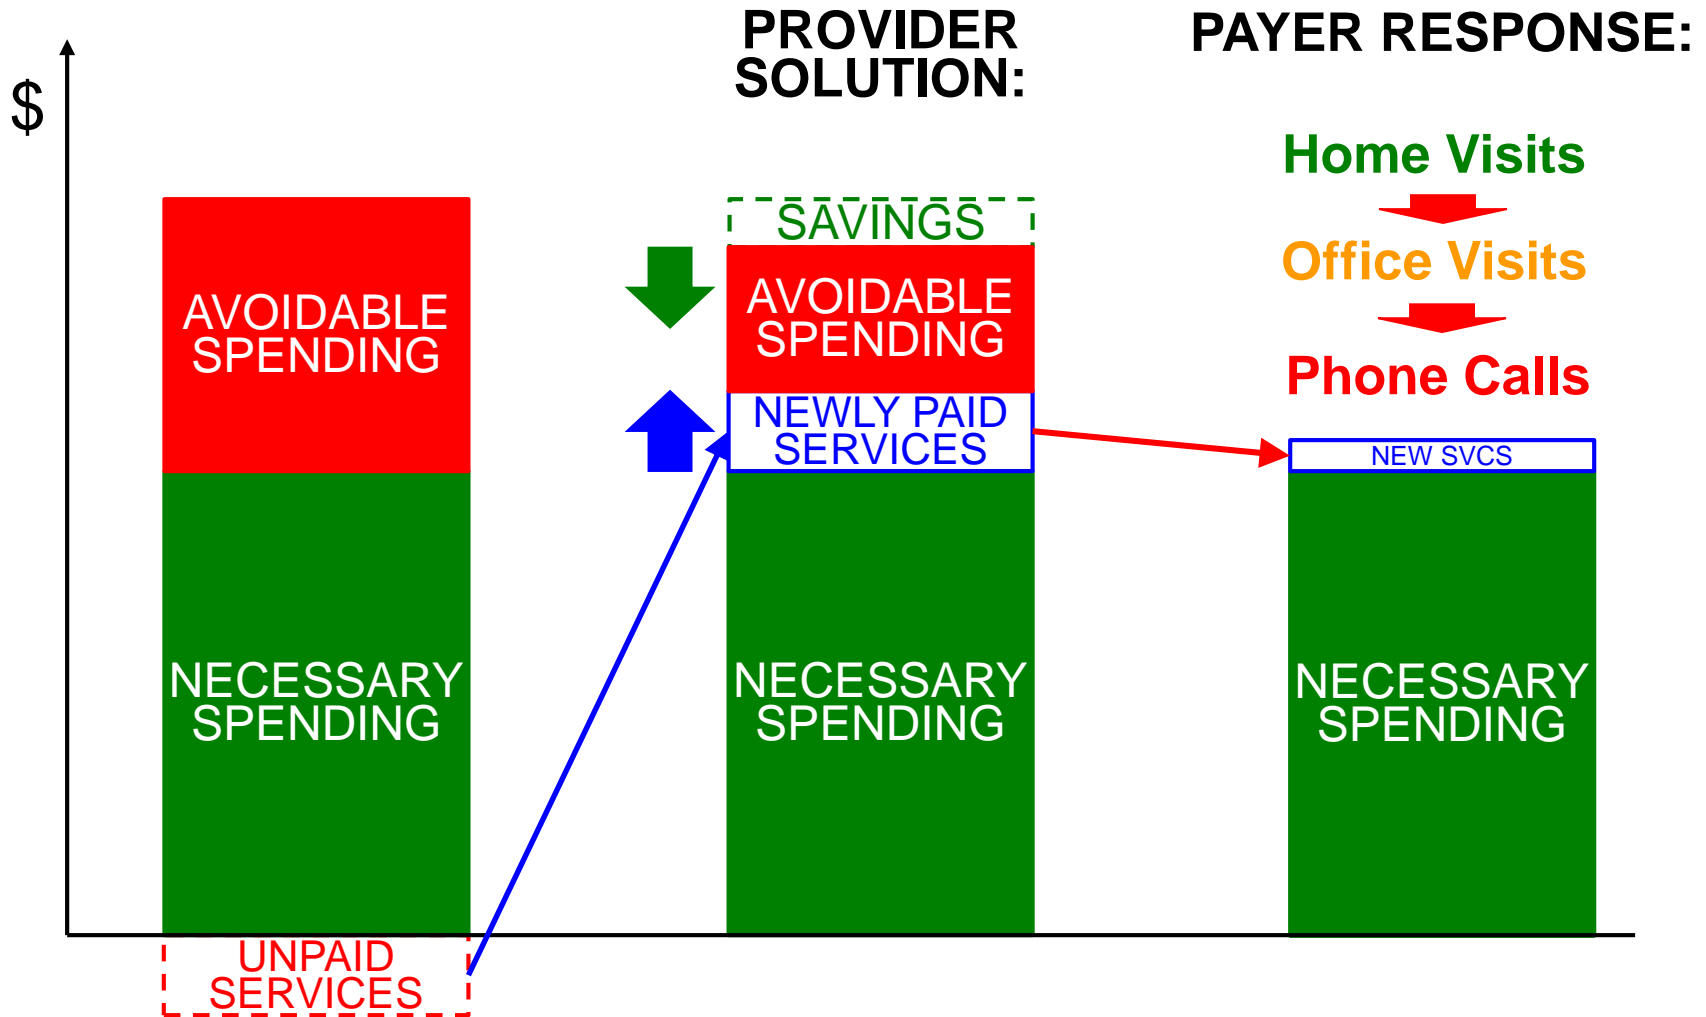 PROVIDER
SOLUTION:
PAYER RESPONSE:
$
Home Visits
Office Visits
Phone Calls
AVOIDABLE
SPENDING
NECESSARY
SPENDING
UNPAID
SERVICES
SAVINGS
AVOIDABLE
SPENDING
NEWLY PAID
SERVICES
NECESSARY
SPENDING
NEW SVCS
NECESSARY
SPENDING